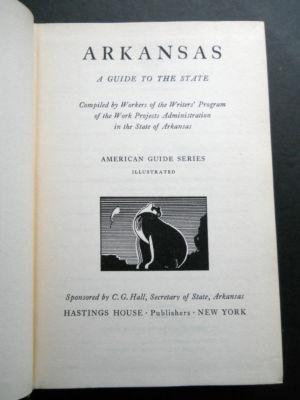 ARKANSAS
A GUIDE TO THE STATE
Compiled by Workers of the Writers' Program
of the Work Projects Administration
in the State of Arkansas
AMERICAN GUIDE SERIES
ILLUSTRATED
Sponsored by C. G. Hall, Secretary of State, Arkansas
HASTINGS HOUSE · Publishers · NEW YORK